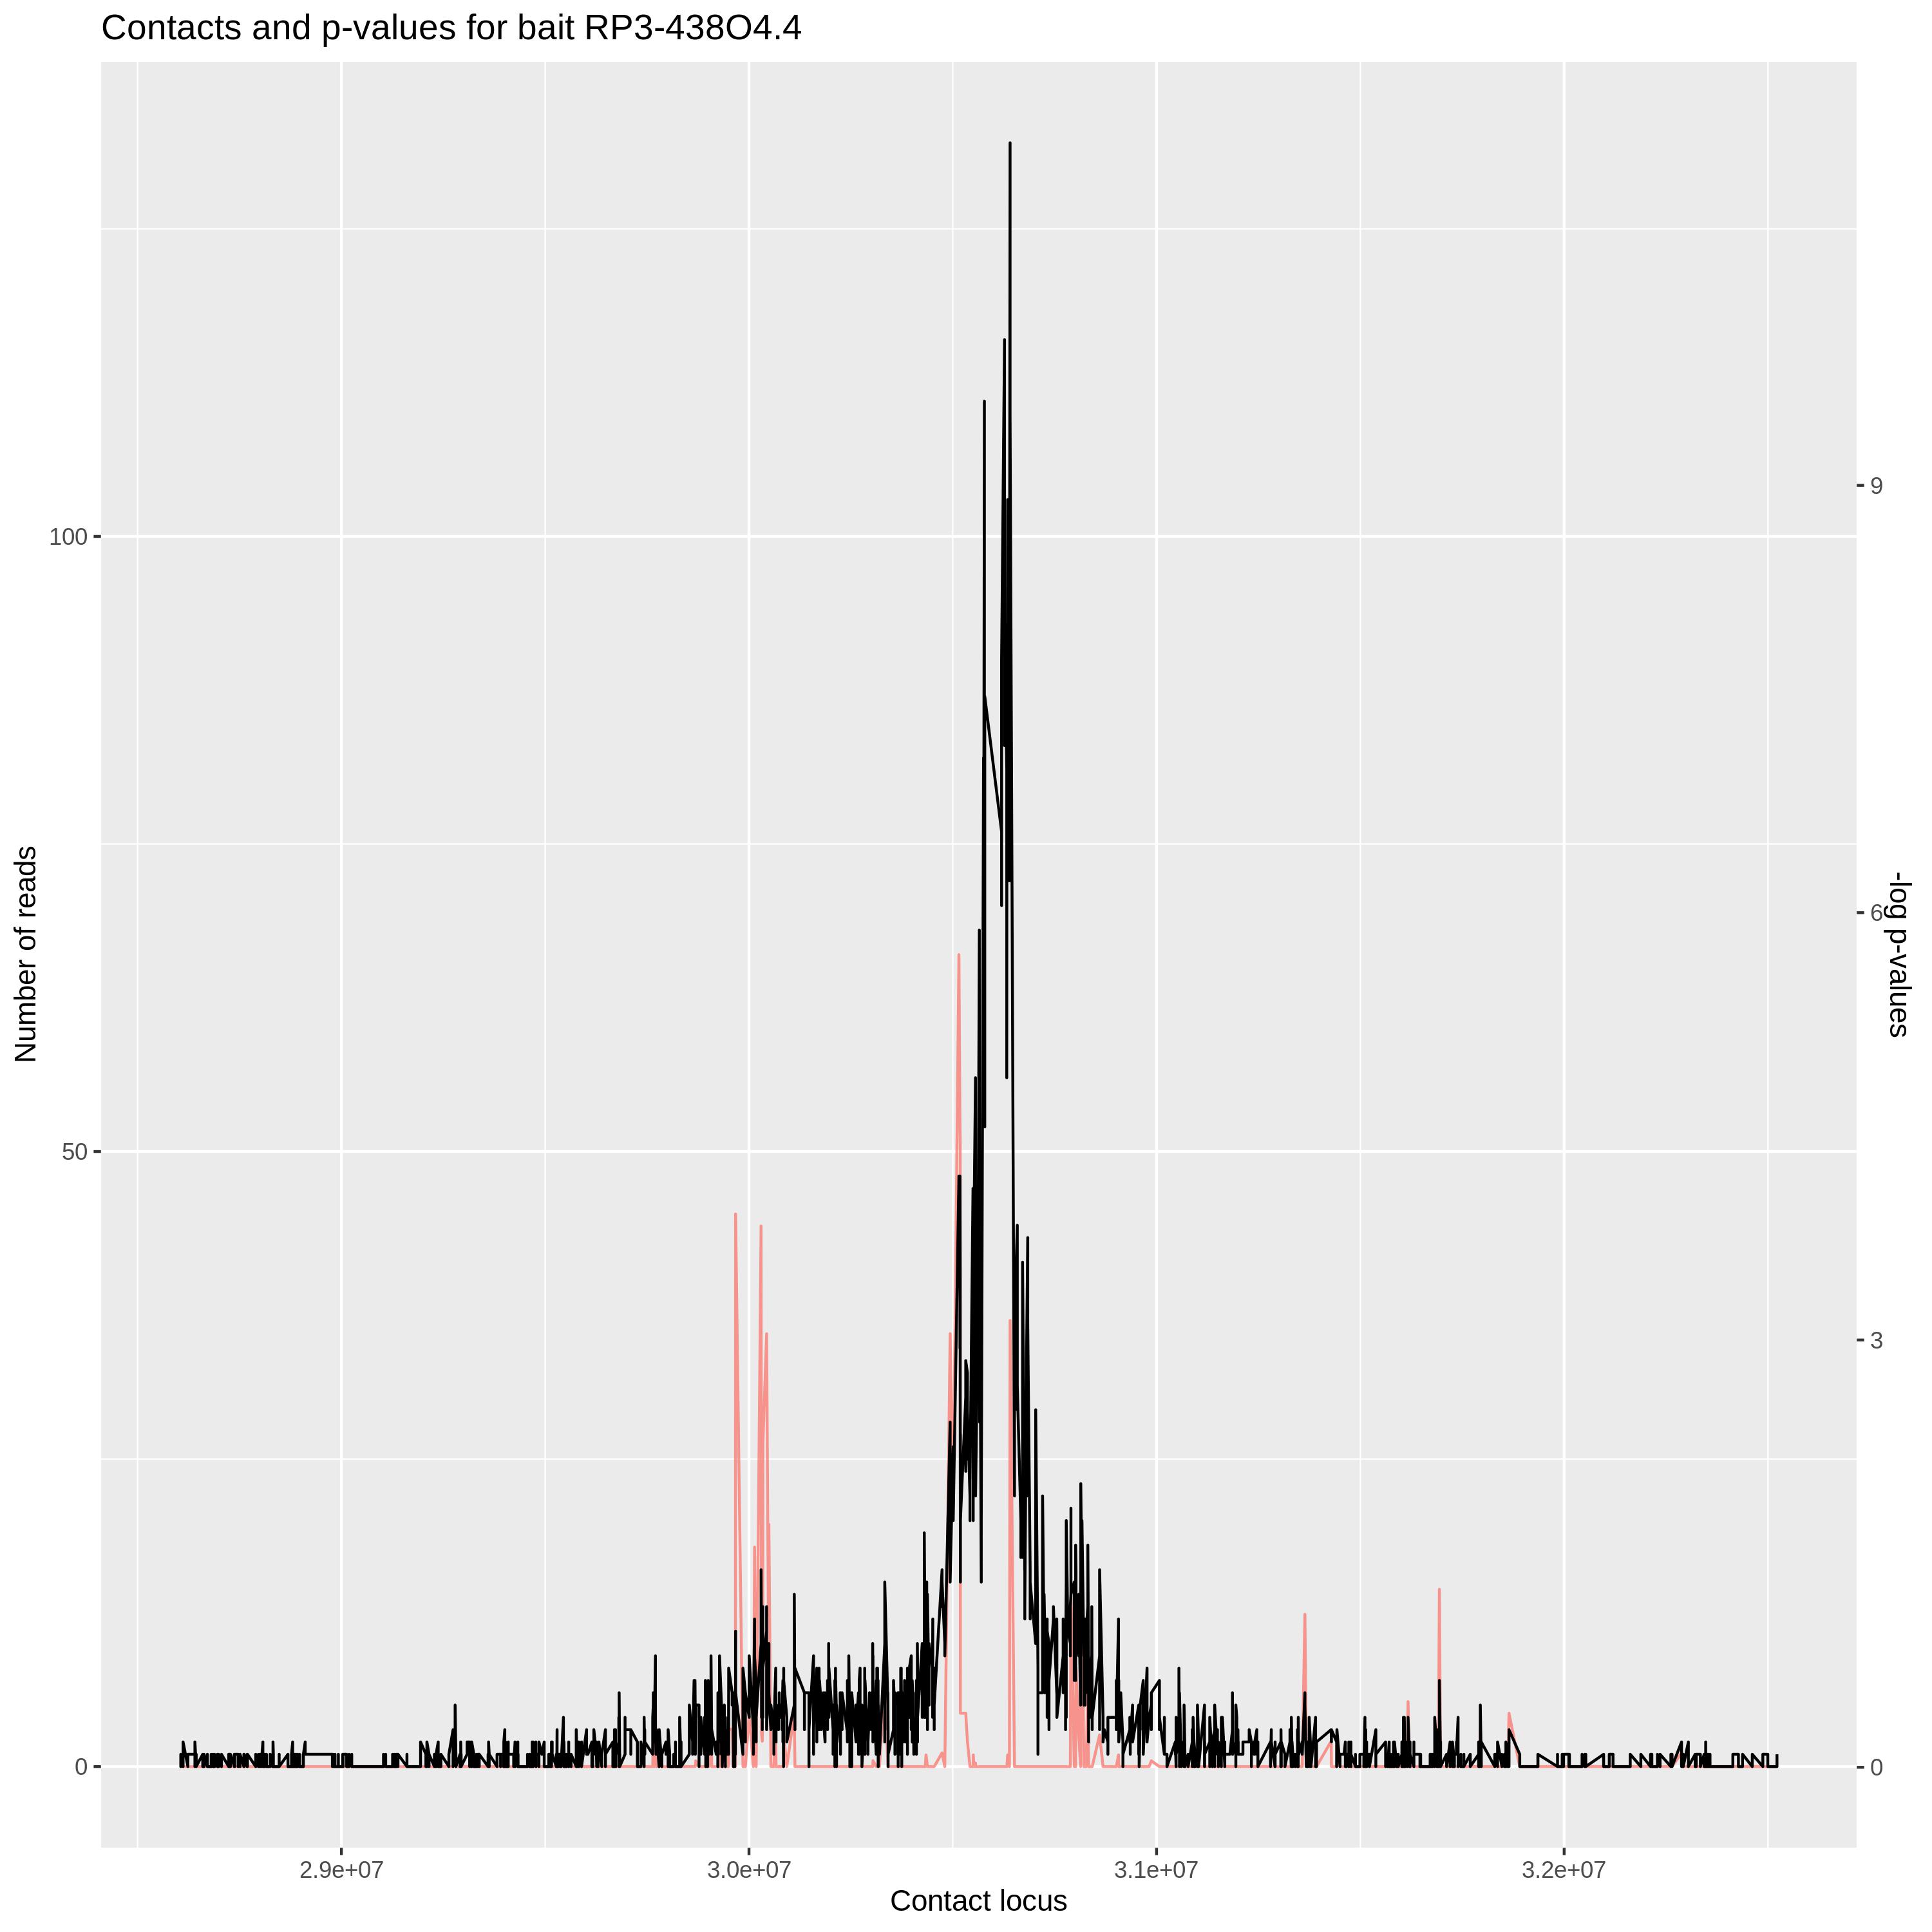 Contacts and p-values for bait RP3-438O4.4
Number of reads
100
50
0
9
6
3
0
-log p-values
2.9e+07
3.0e+07
3.1e+07
3.2e+07
Contact locus